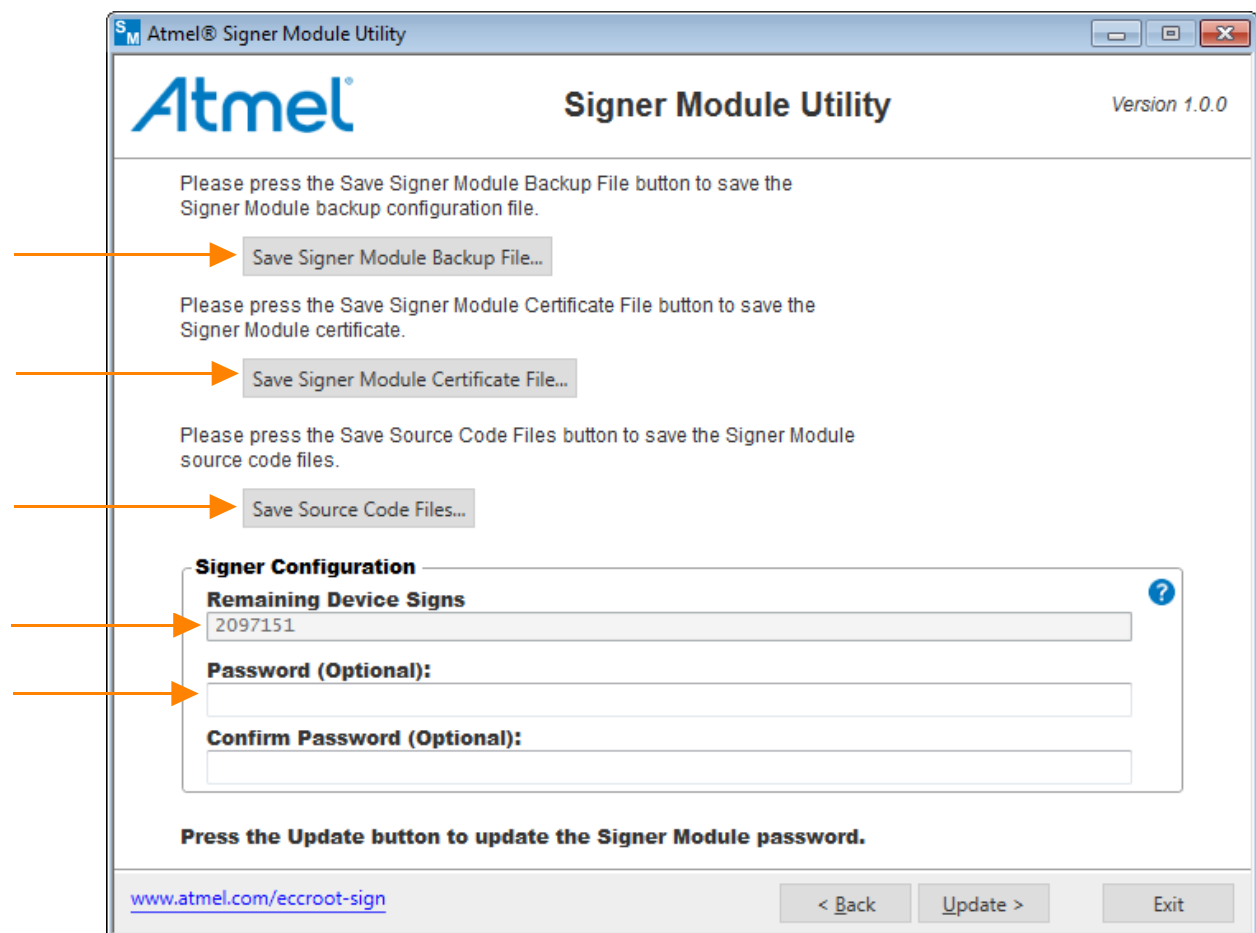 SM Atmel® Signer Module Utility
Atmel® Signer Module Utility Version 1.0.0
Please press the Save Signer Module Backup File button to save the
Signer Module backup configuration file.
Save Signer Module Backup File...
Please press the Save Signer Module Certificate File button to save the
Signer Module certificate.
Save Signer Module Certificate File...
Please press the Save Source Code Files button to save the Signer Module
source code files.
Save Source Code Files...
Signer Configuration
?
Remaining Device Signs
2097151
Password (Optional):
Confirm Password (Optional):
Press the Update button to update the Signer Module password.
www.atmel.com/eccroot-sign < Back Update > Exit